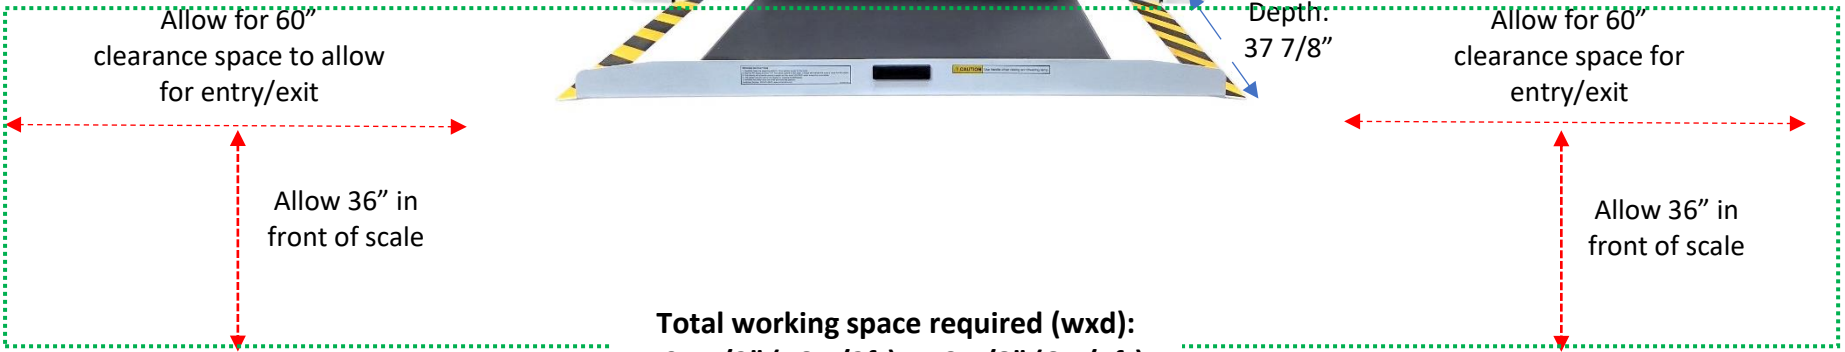 Allow for 60”
clearance space to allow
for entry/exit
Depth:
37 7/8”
Allow for 60”
clearance space for
entry/exit
CAUTION
Allow 36” in
front of scale
Allow 36” in
front of scale
Total working space required (wxd):